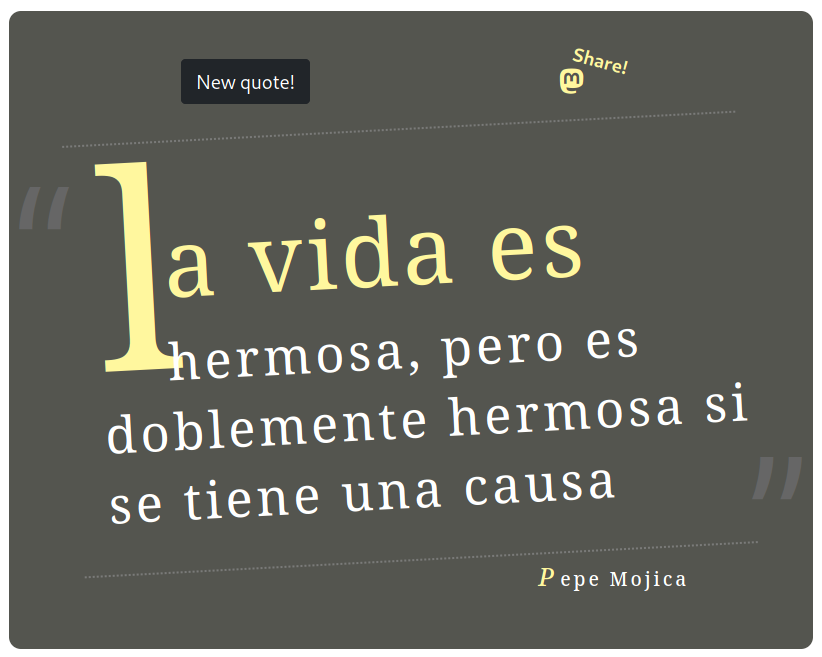 New quote!
Share!
“
la vida es
hermosa, pero es
doblemente hermosa si
se tiene una causa
”
Pepe Mojica